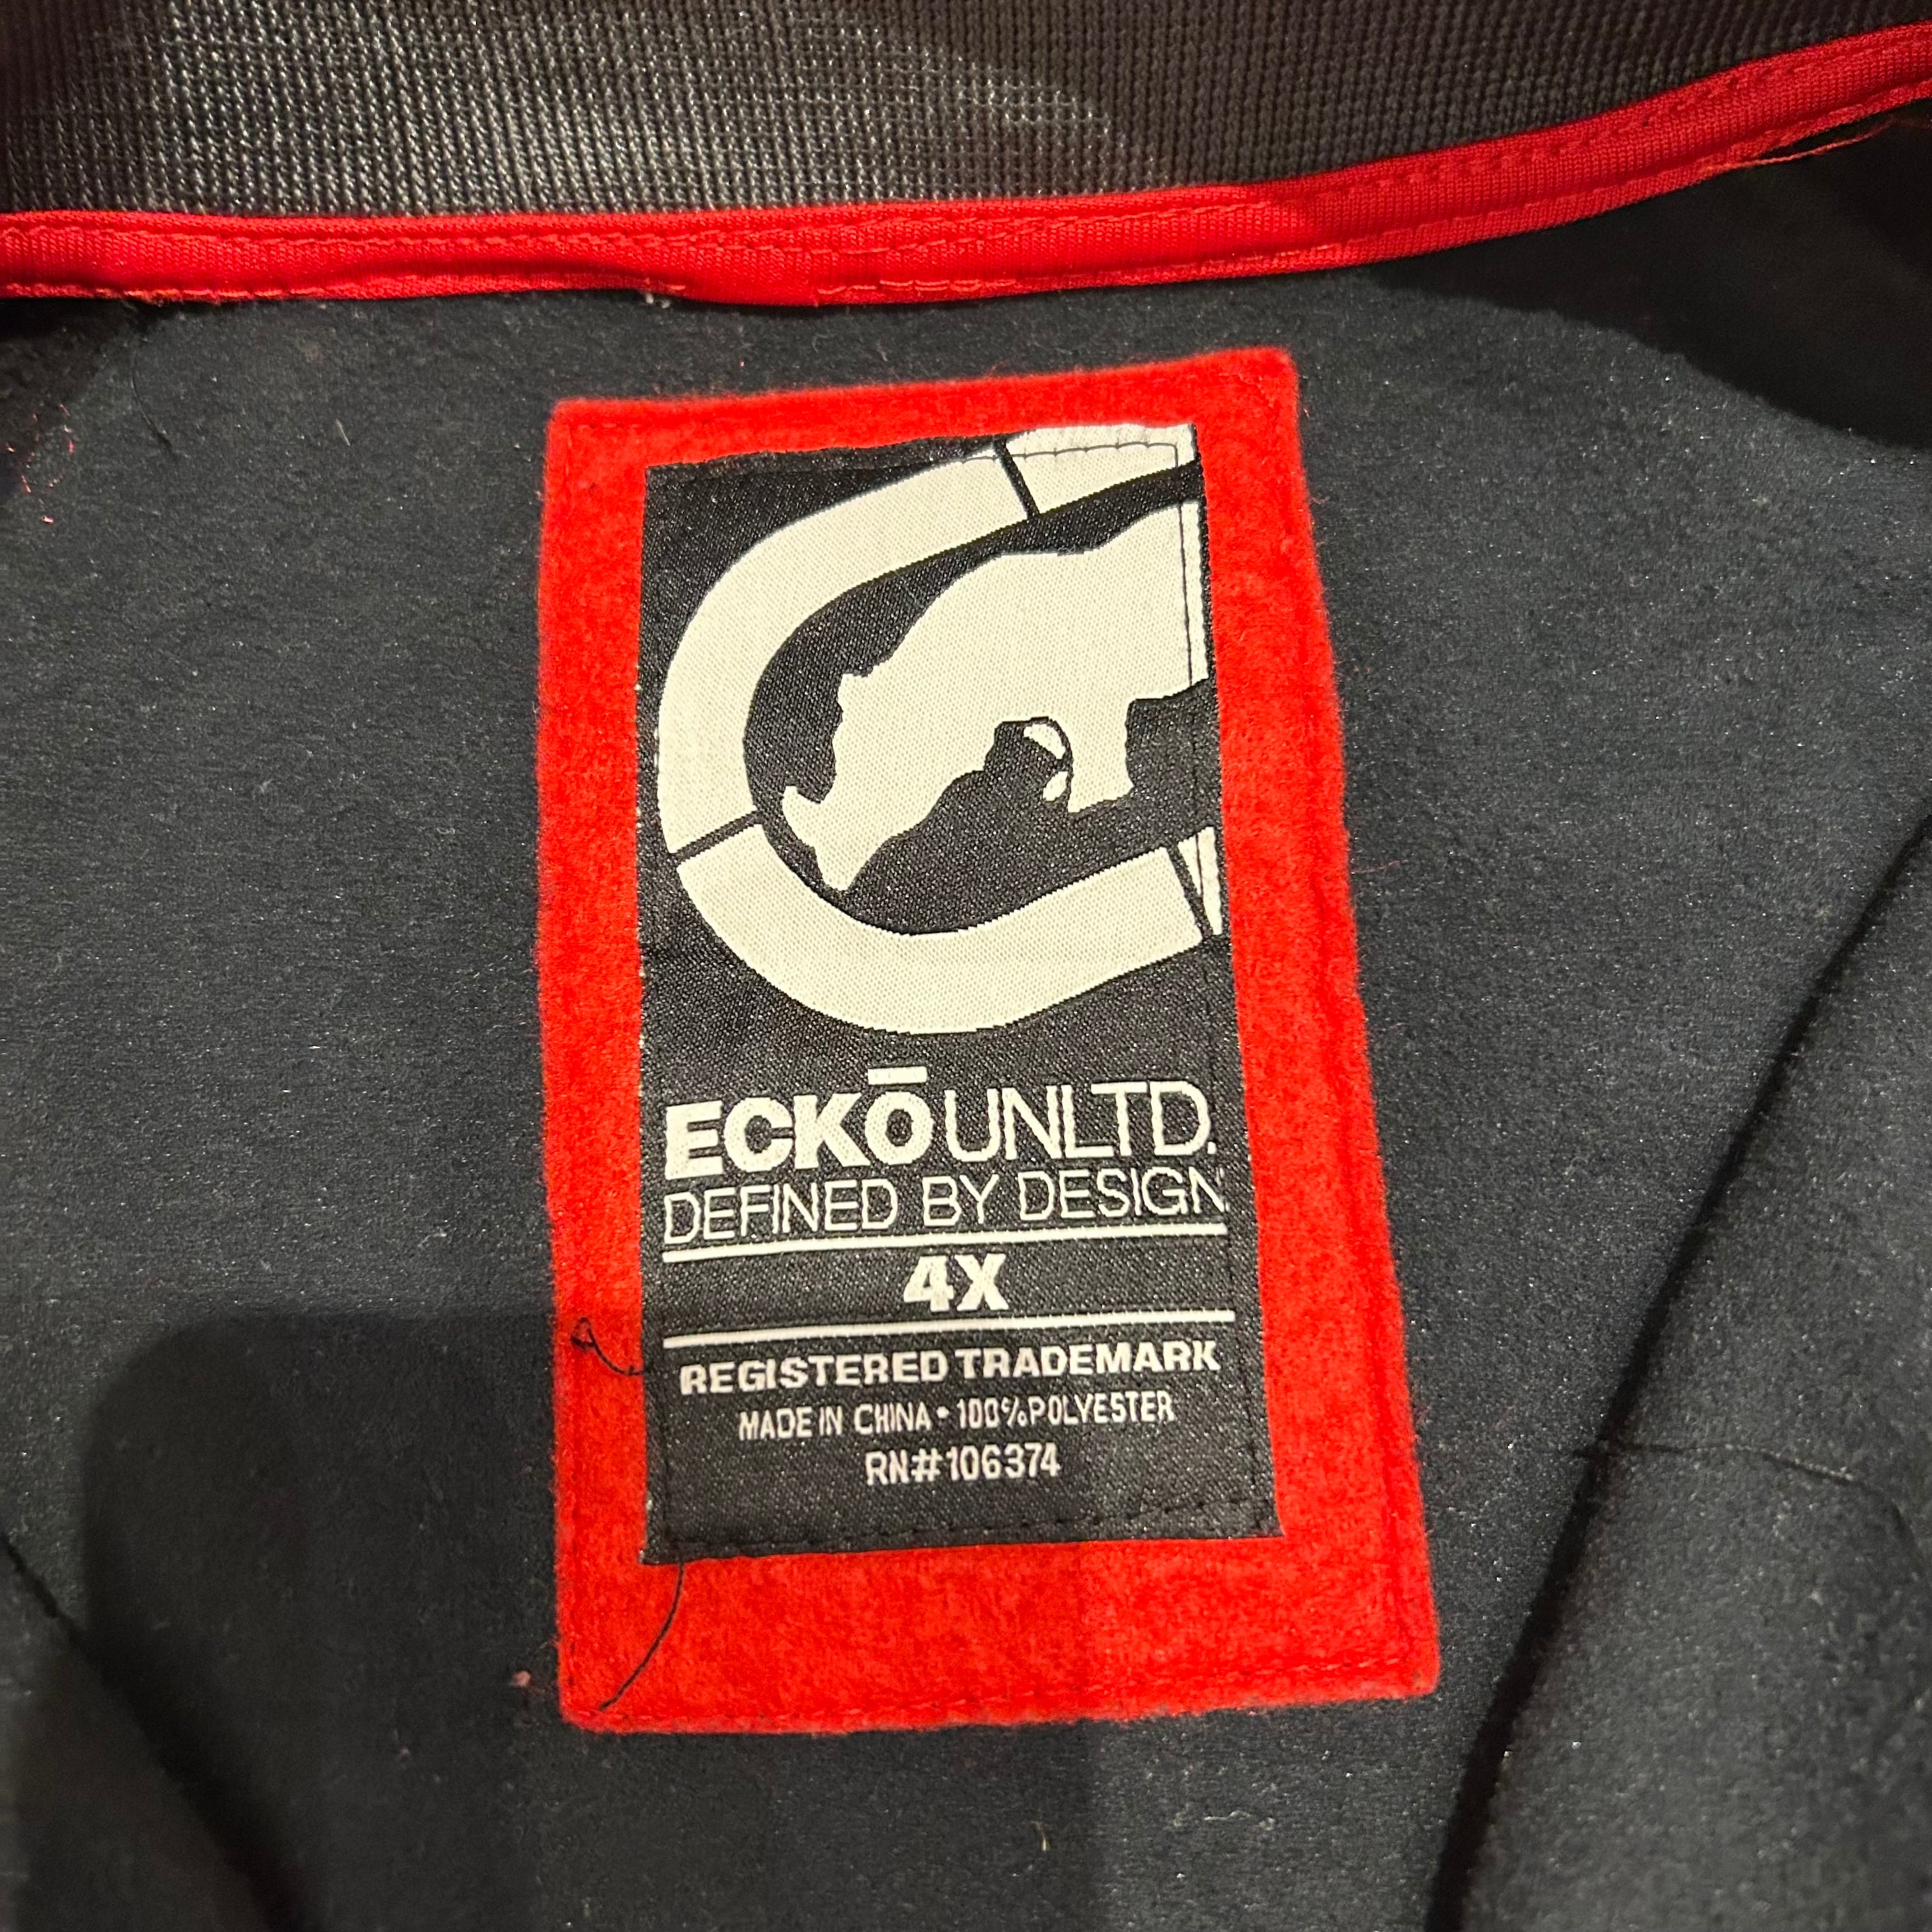 ECKŌ UNLTD.
DEFINED BY DESIGN
4X
REGISTERED TRADEMARK
MADE IN CHINA • 100% POLYESTER
RN#106374